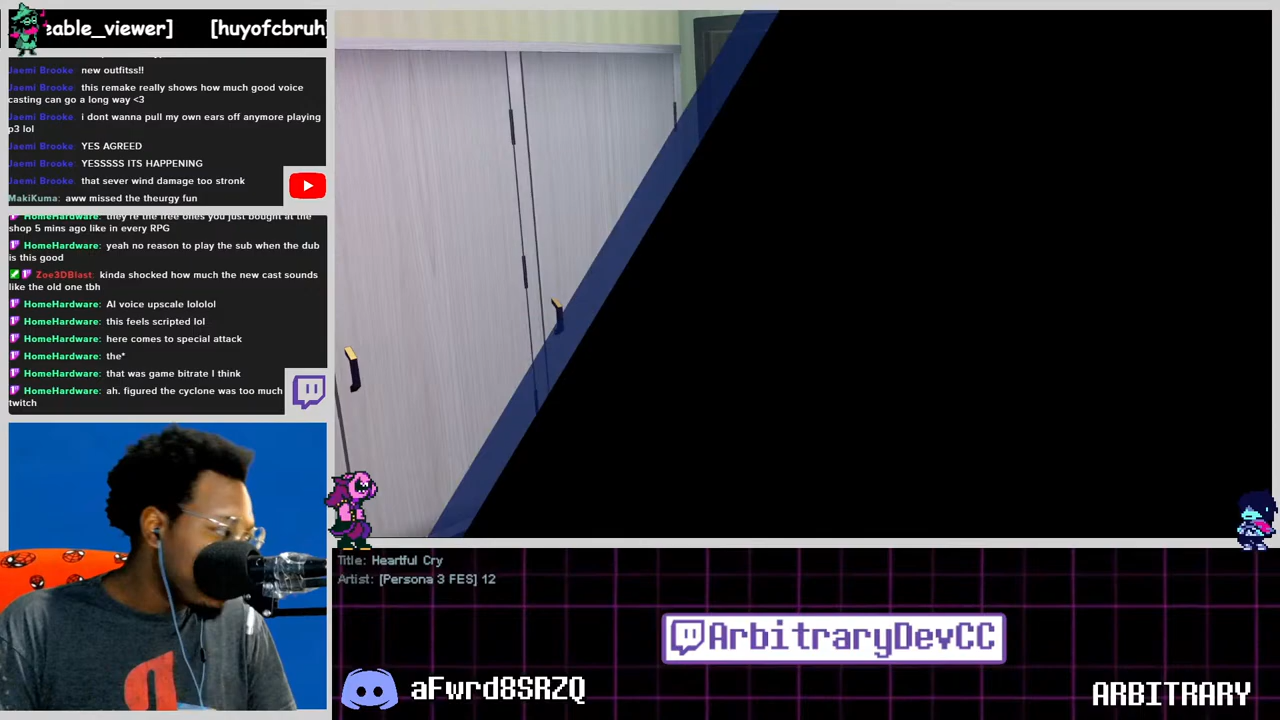 eable_viewer] [huyofcbruh]
Jaemi Brooke: new outfitss!!
Jaemi Brooke: this remake really shows how much good voice
casting can go a long way <3
Jaemi Brooke: i dont wanna pull my own ears off anymore playing
p3 lol
Jaemi Brooke: YES AGREED
Jaemi Brooke: YESSSSS ITS HAPPENING
Jaemi Brooke: that sever wind damage too stronk
MakiKuma: aww missed the theurgy fun
HomeHardware: they're the free ones you just bought at the
shop 5 mins ago like in every RPG
HomeHardware: yeah no reason to play the sub when the dub
is this good
Zoe3DBlast: kinda shocked how much the new cast sounds
like the old one tbh
HomeHardware: AI voice upscale lololol
HomeHardware: this feels scripted lol
HomeHardware: here comes to special attack
HomeHardware: the*
HomeHardware: that was game bitrate I think
HomeHardware: ah. figured the cyclone was too much
twitch
Title: Heartful Cry
Artist: [Persona 3 FES] 12
ArbitraryDevCC
aFwrd8SRZQ
ARBITRARY